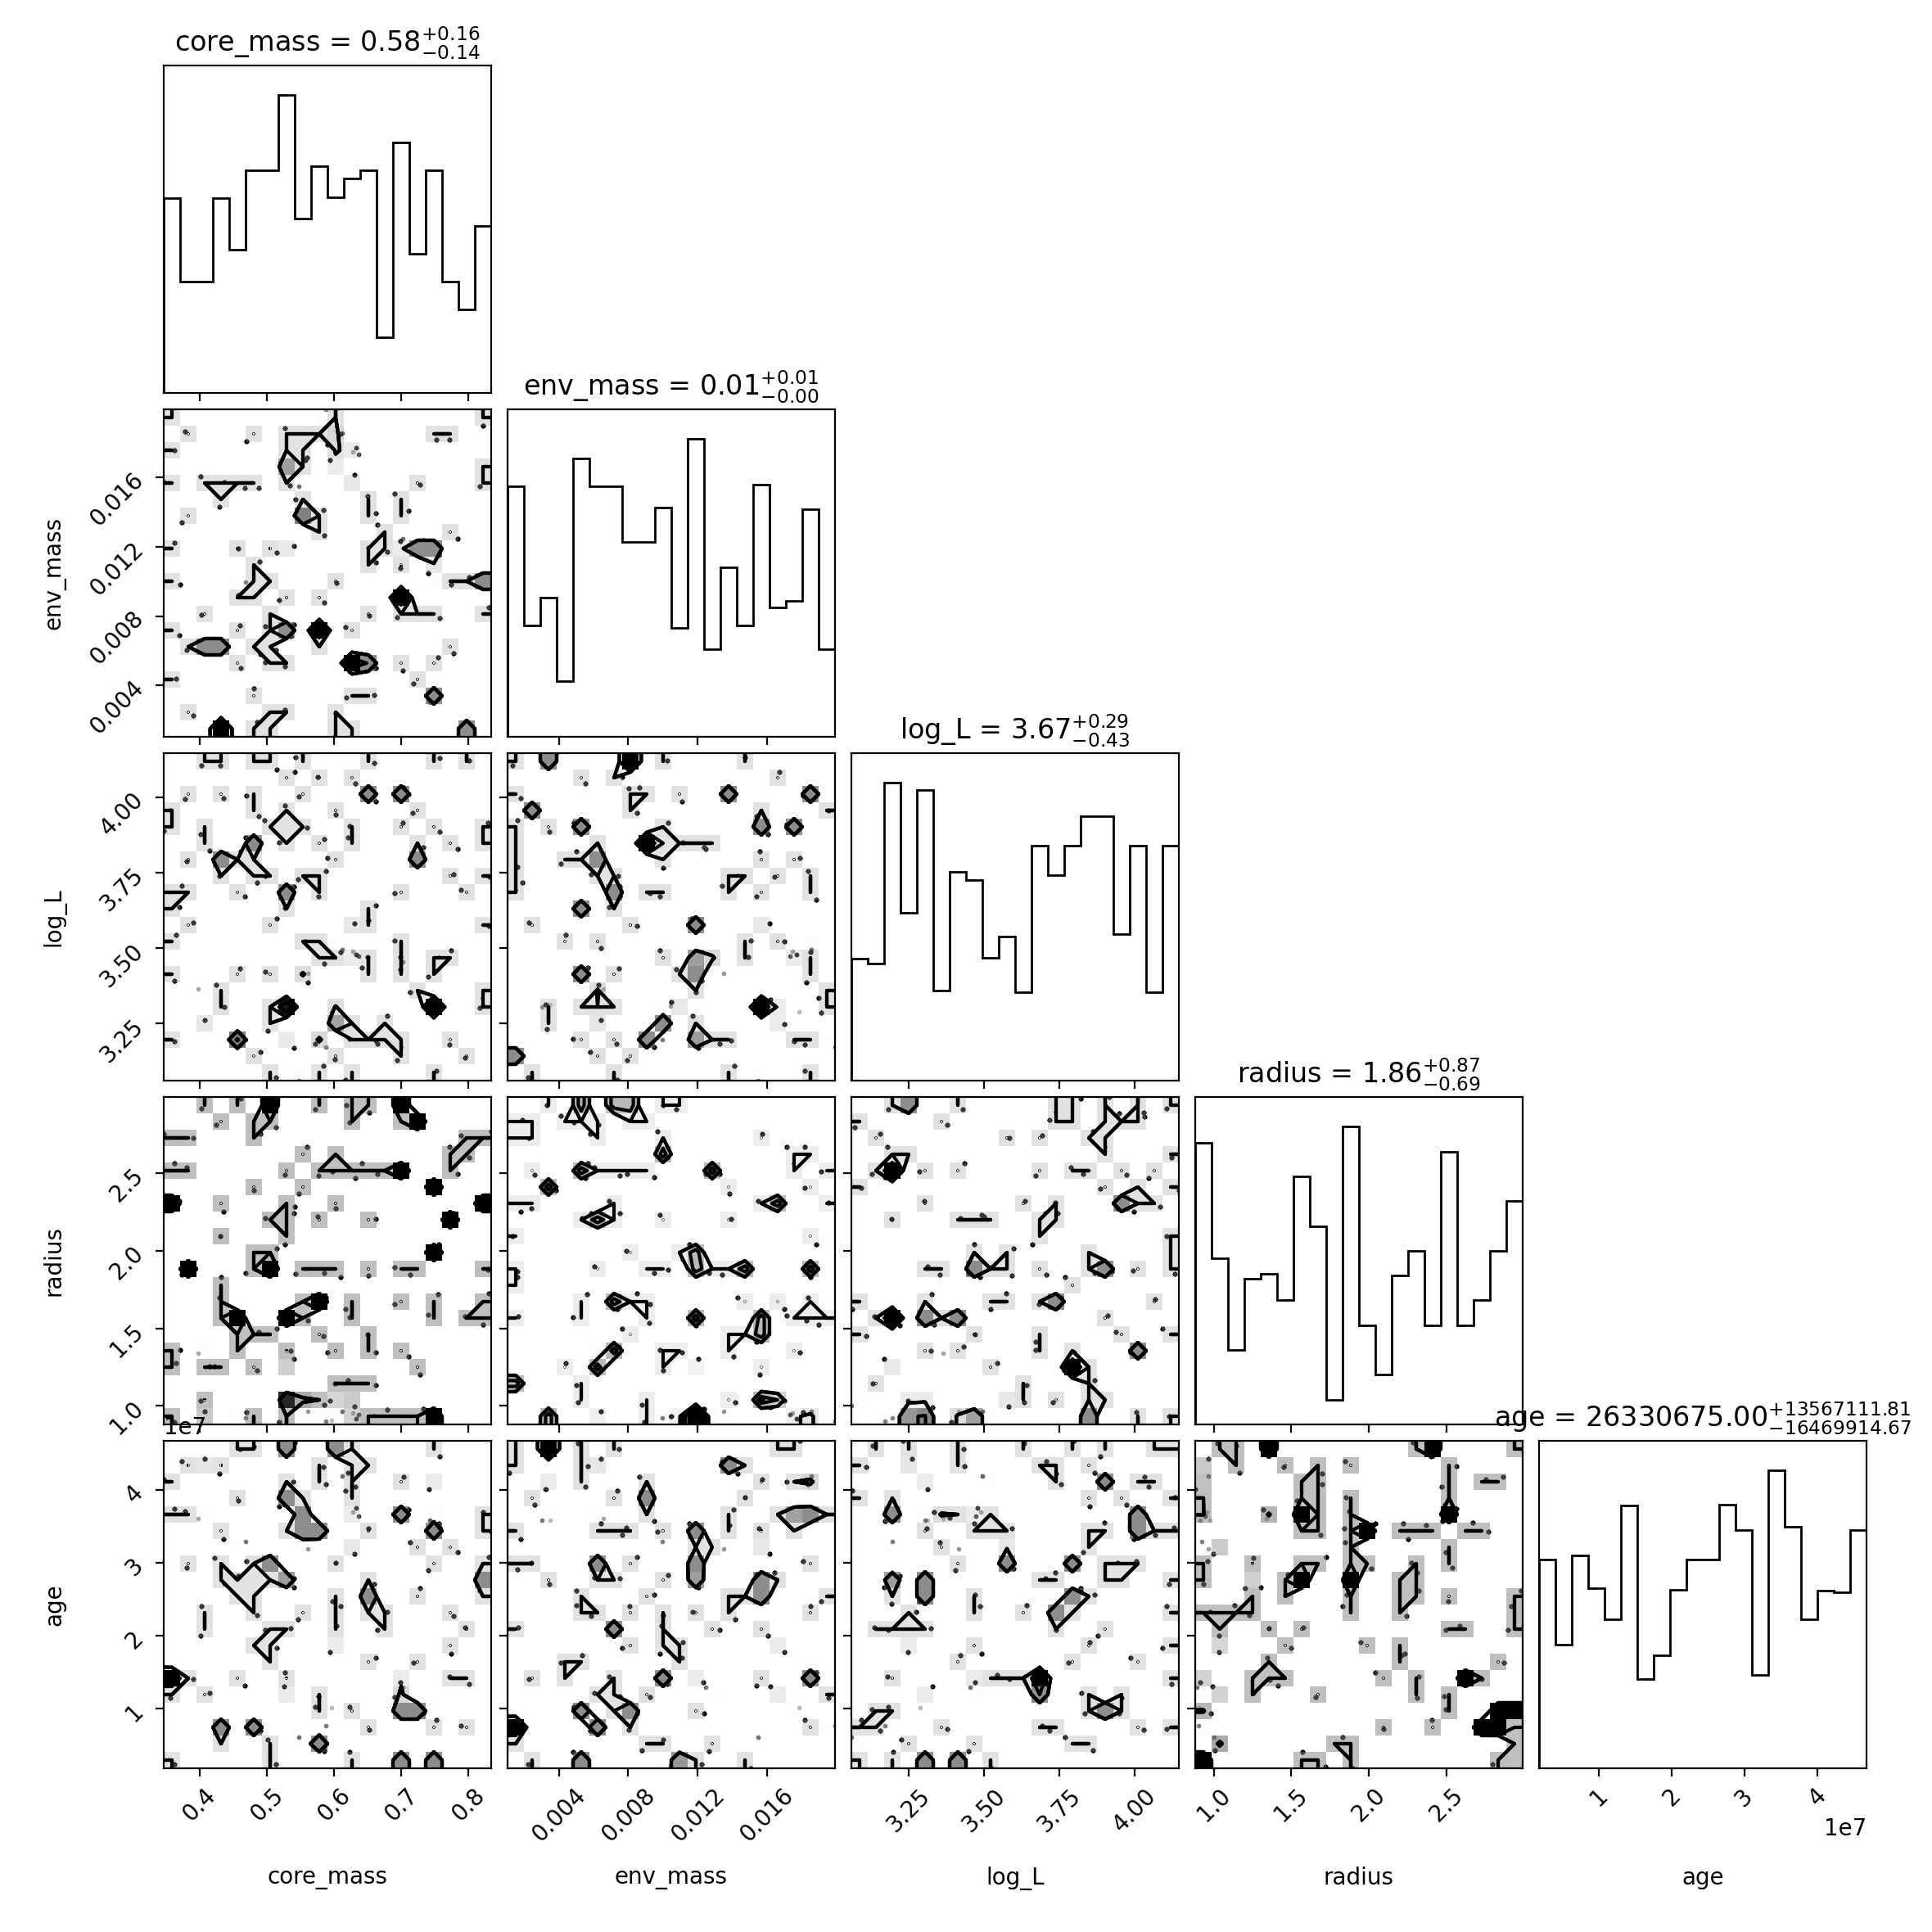 core_mass = 0.58+0.16−0.14
env_mass = 0.01+0.01−0.00
0.016
0.012
0.008
0.004
env_mass
log_L = 3.67+0.29−0.43
4.00
3.75
3.50
3.25
log_L
radius = 1.86+0.87−0.69
2.5
2.0
1.5
1.0
radius
1e7
age = 26330675.00+13567111.81−16469914.67
4
3
2
1
age
0.4 0.5 0.6 0.7 0.8
0.004 0.008 0.012 0.016
3.25 3.50 3.75 4.00
1.0 1.5 2.0 2.5
1 2 3 4
1e7
core_mass env_mass log_L radius age